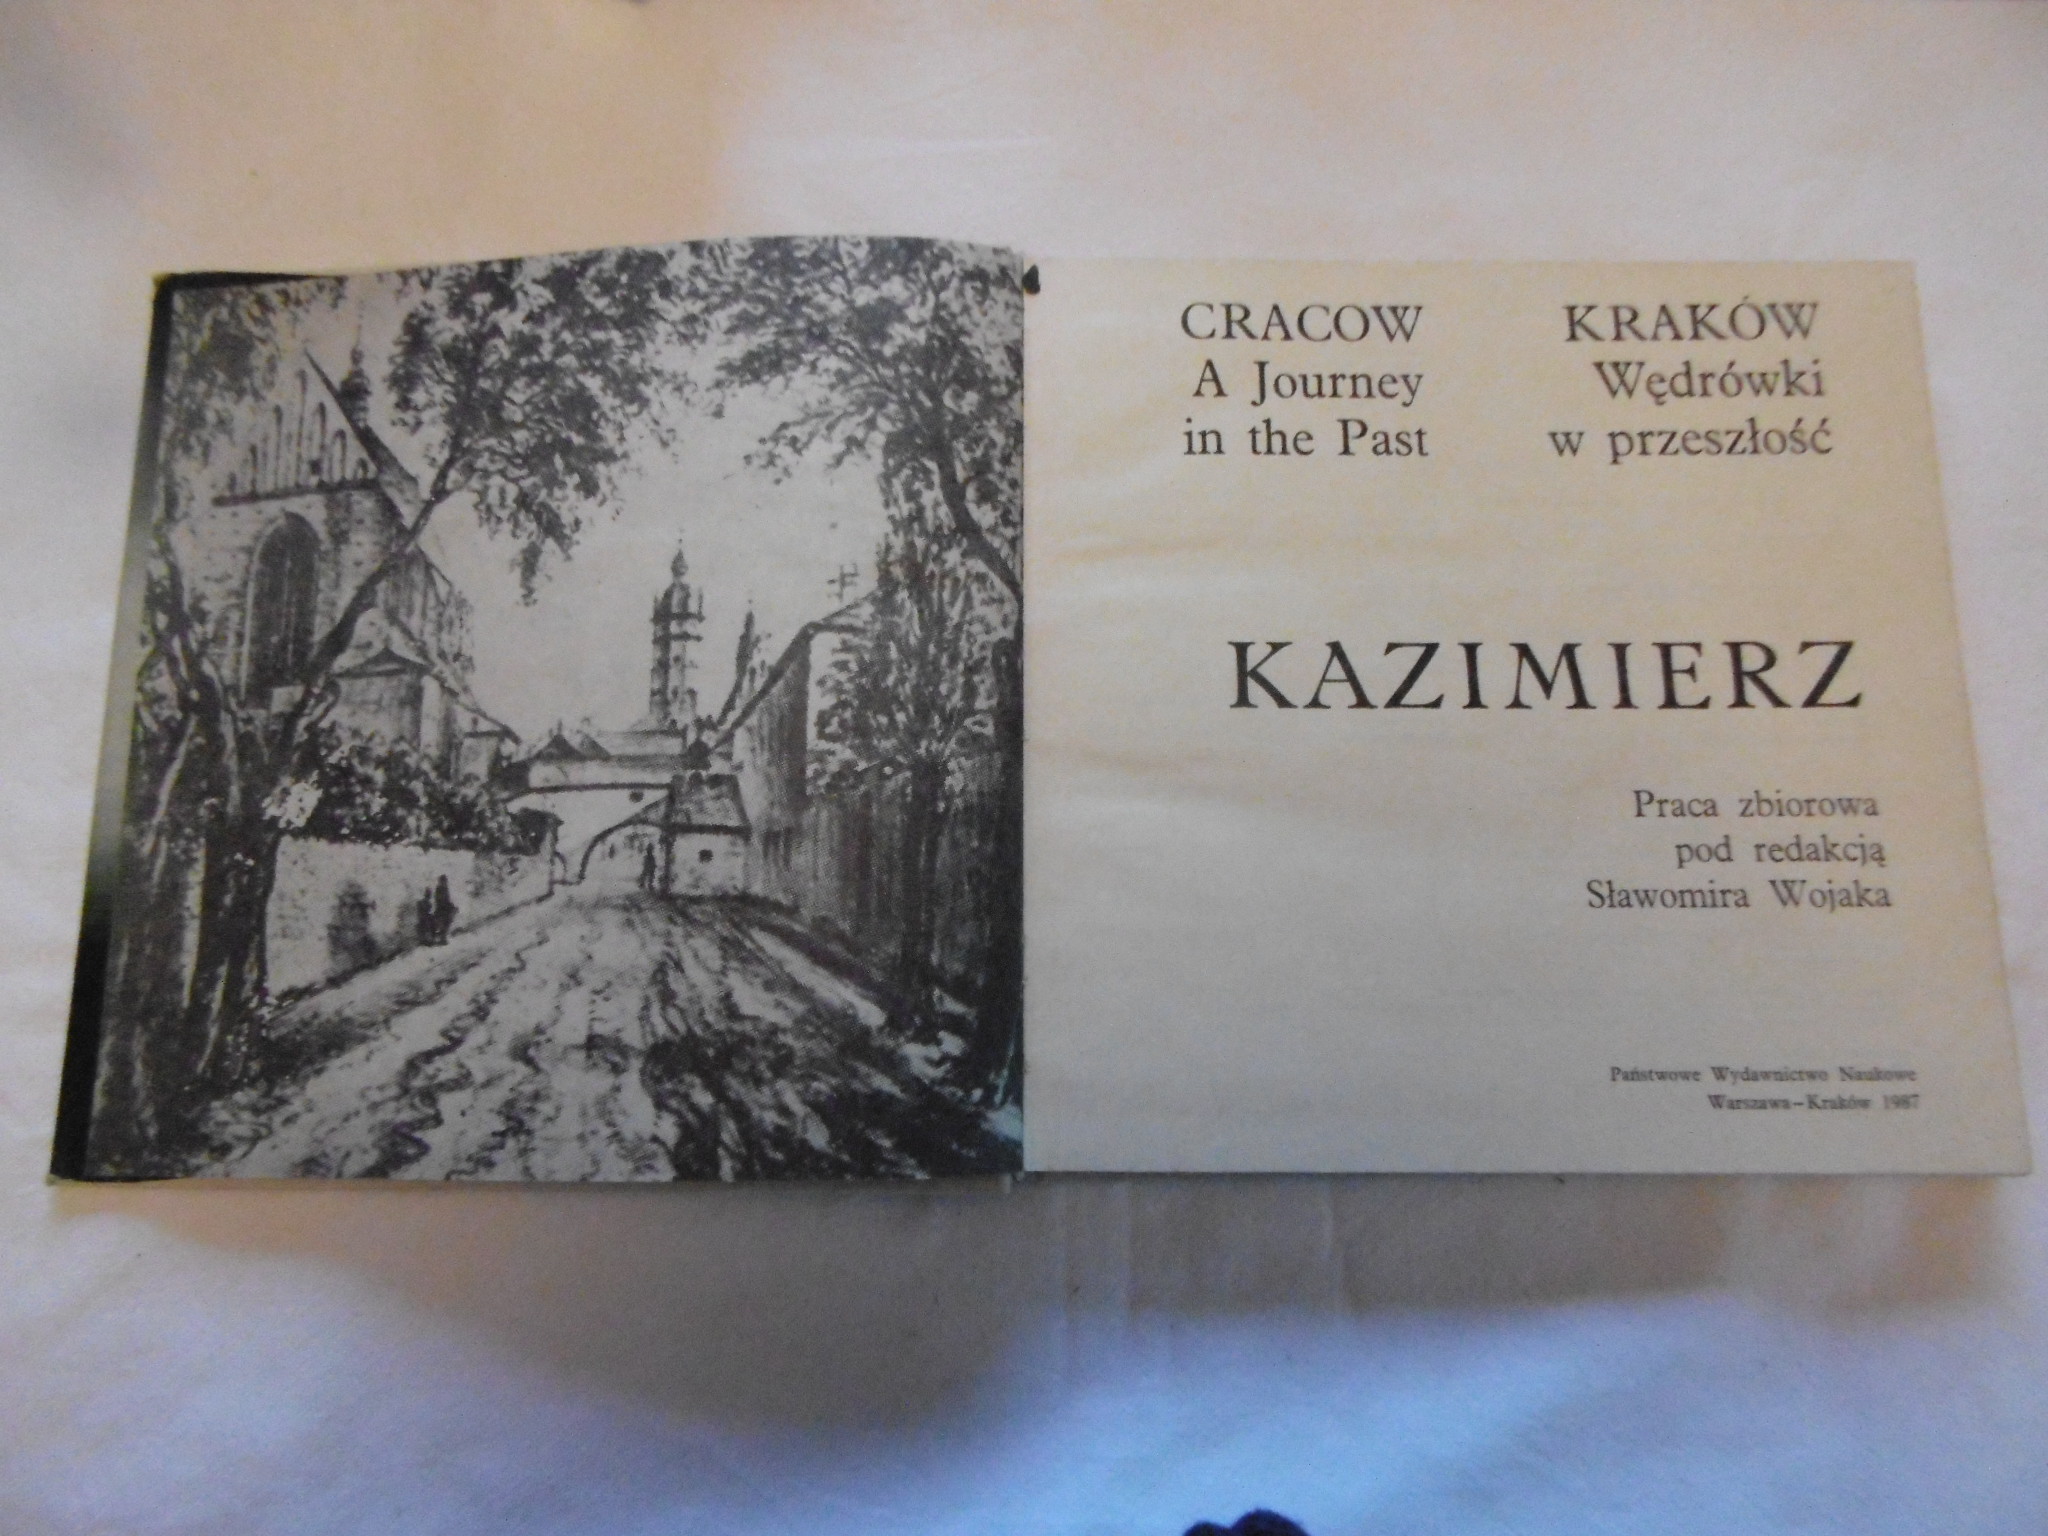 CRACOW
A Journey
in the Past
KRAKÓW
Wędrówki
w przeszłość
KAZIMIERZ
Praca zbiorowa
pod redakcją
Sławomira Wojaka
Państwowe Wydawnictwo Naukowe
Warszawa–Kraków 1987